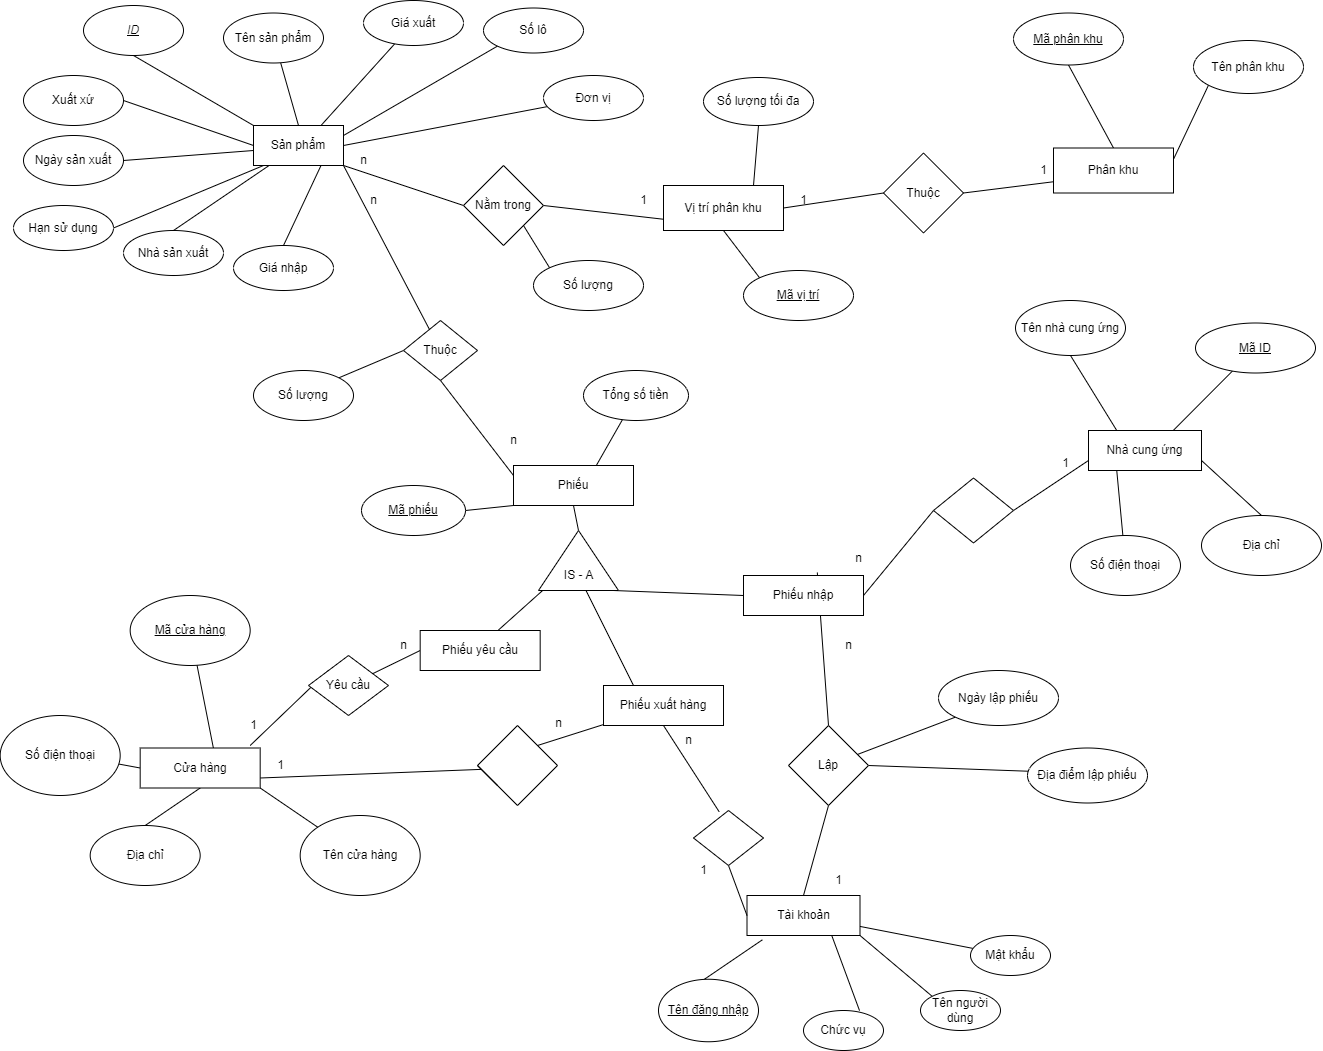 ID
Tên sản phẩm
Giá xuất
Số lô
Mã phân khu
Tên phân khu
Xuất xứ
Đơn vị
Số lượng tối đa
Sản phẩm
Ngày sản xuất
n
n
1
1
1
Thuộc
Phân khu
Nằm trong
Vị trí phân khu
Hạn sử dụng
Nhà sản xuất
Giá nhập
Số lượng
Mã vị trí
Tên nhà cung ứng
Mã ID
Thuộc
Số lượng
Tổng số tiền
n
1
Nhà cung ứng
Phiếu
Mã phiếu
Số điện thoại
Địa chỉ
n
IS - A
Phiếu nhập
Mã cửa hàng
n
Phiếu yêu cầu
n
Yêu cầu
Phiếu xuất hàng
Ngày lập phiếu
1
n
n
Số điện thoại
Cửa hàng
1
Lập
Địa điểm lập phiếu
Địa chỉ
Tên cửa hàng
1
1
Tài khoản
Mật khẩu
Tên đăng nhập
Chức vụ
Tên người
dùng